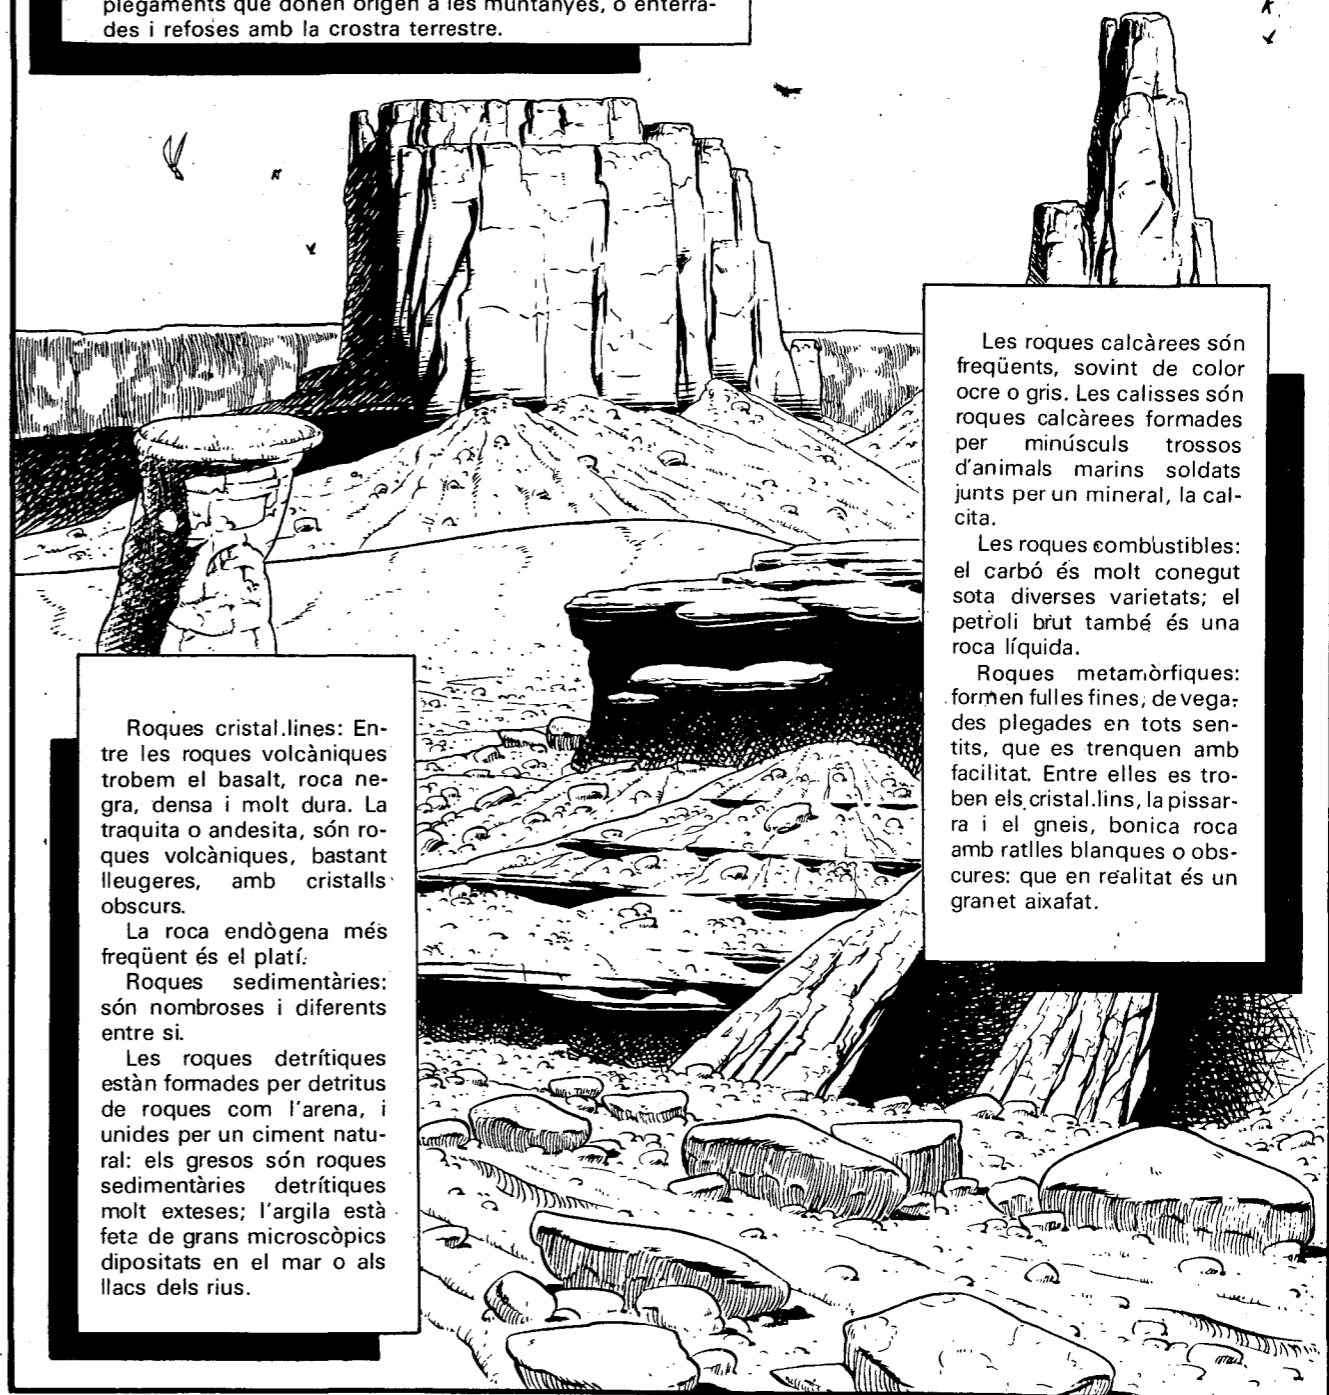 plegaments que donen origen a les muntanyes, o enterra-
des i refoses amb la crostra terrestre.
Roques cristal.lines: En-
tre les roques volcàniques
trobem el basalt, roca ne-
gra, densa i molt dura. La
traquita o andesita, són ro-
ques volcàniques, bastant
lleugeres, amb cristalls
obscurs.
La roca endògena més
freqüent és el platí.
Roques sedimentàries:
són nombroses i diferents
entre si.
Les roques detrítiques
estàn formades per detritus
de roques com l'arena, i
unides per un ciment natu-
ral: els gresos són roques
sedimentàries detrítiques
molt exteses; l'argila està
feta de grans microscòpics
dipositats en el mar o als
llacs dels rius.
Les roques calcàrees són
freqüents, sovint de color
ocre o gris. Les calisses són
roques calcàrees formades
per minúsculs trossos
d'animals marins soldats
junts per un mineral, la cal-
cita.
Les roques combustibles:
el carbó és molt conegut
sota diverses varietats; el
petroli brut també és una
roca líquida.
Roques metamòrfiques:
formen fulles fines, de vega-
des plegades en tots sen-
tits, que es trenquen amb
facilitat. Entre elles es tro-
ben els cristal.lins, la pissar-
ra i el gneis, bonica roca
amb ratlles blanques o obs-
cures: que en realitat és un
granet aixafat.